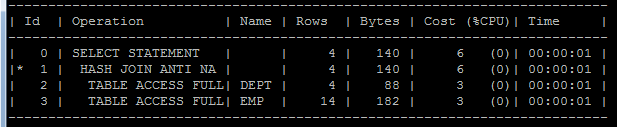 --------------------------------------------------------------------------
| Id  | Operation          | Name | Rows  | Bytes | Cost (%CPU)| Time     |
--------------------------------------------------------------------------
|   0 | SELECT STATEMENT   |      |     4 |   140 |     6   (0)| 00:00:01 |
|*  1 |  HASH JOIN ANTI NA |      |     4 |   140 |     6   (0)| 00:00:01 |
|   2 |   TABLE ACCESS FULL| DEPT |     4 |    88 |     3   (0)| 00:00:01 |
|   3 |   TABLE ACCESS FULL| EMP  |    14 |   182 |     3   (0)| 00:00:01 |
--------------------------------------------------------------------------